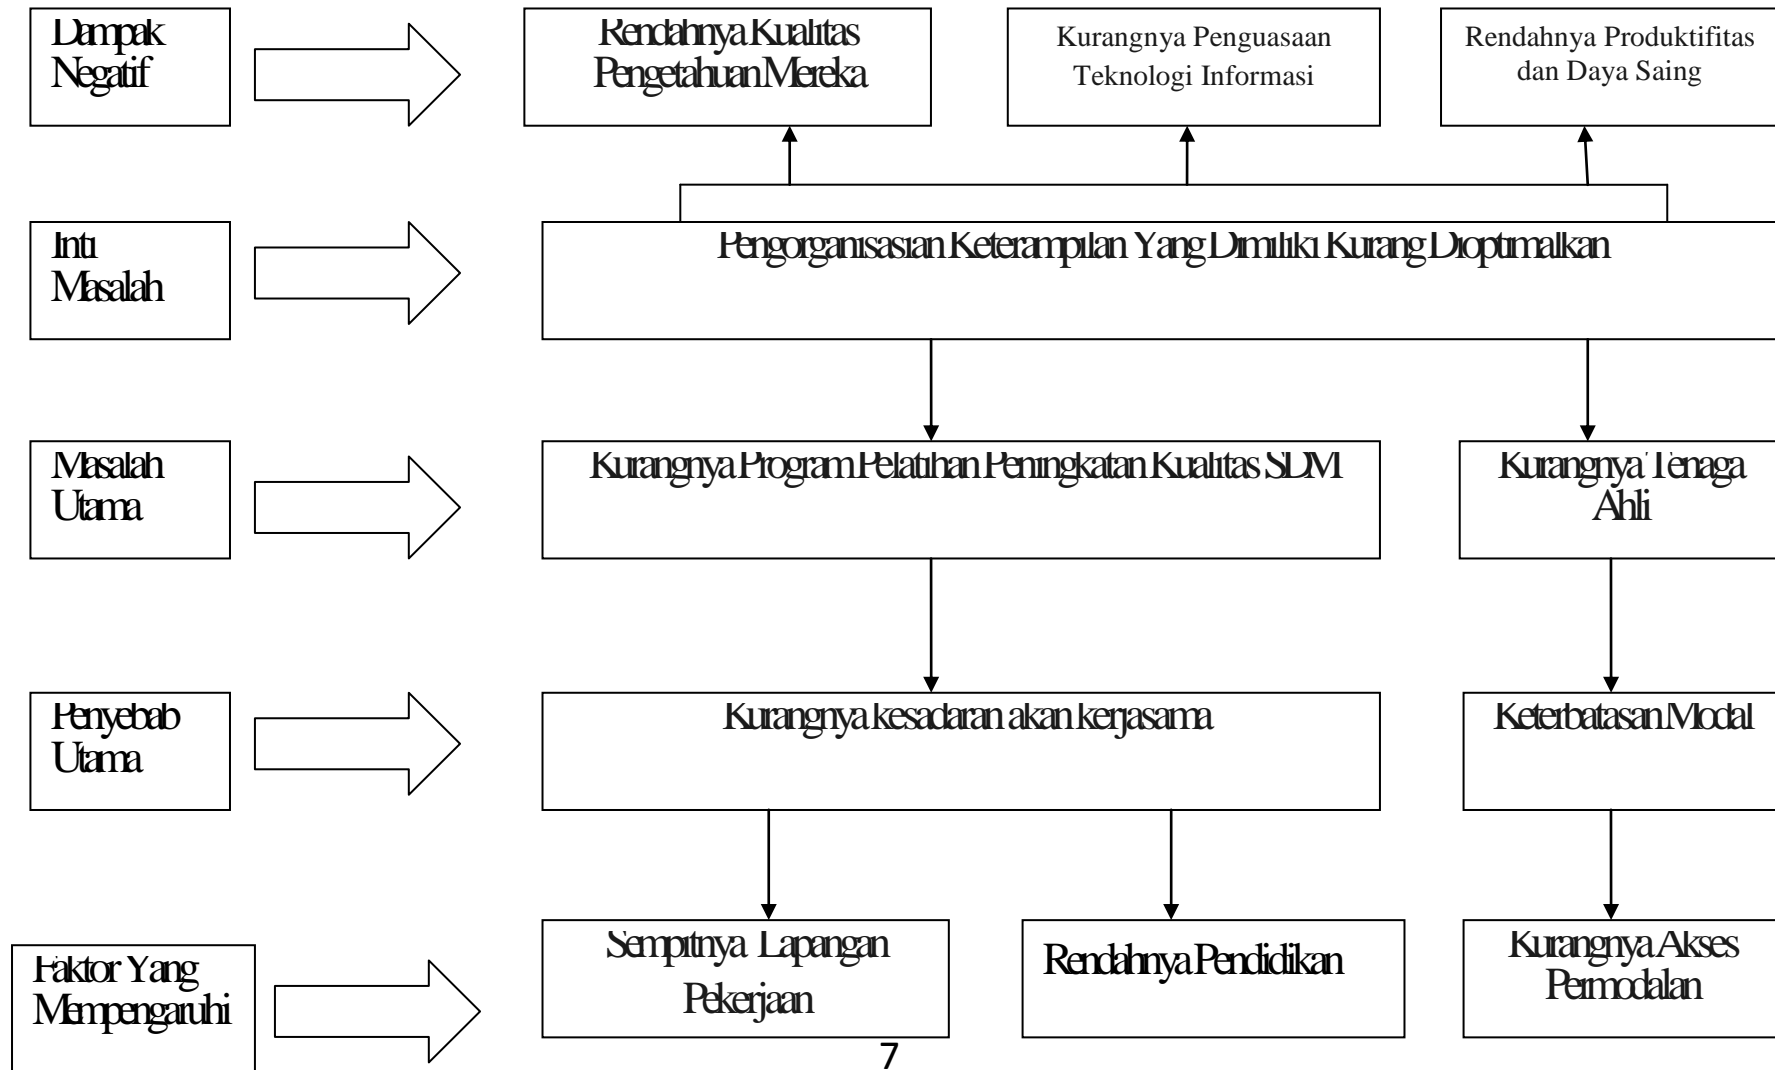 Dampak
Negatif
Rendahnya Kualitas
Pengetahuan Mereka
Kurangnya Penguasaan
Teknologi Informasi
Rendahnya Produktifitas
dan Daya Saing
Inti
Masalah
Pengorganisasian Keterampilan Yang Dimiliki Kurang Dioptimalkan
Masalah
Utama
Kurangnya Program Pelatihan Peningkatan Kualitas SDM
Kurangnya Tenaga
Ahli
Penyebab
Utama
Kurangnya kesadaran akan kerjasama
Keterbatasan Modal
Faktor Yang
Mempengaruhi
Sempitnya Lapangan
Pekerjaan
Rendahnya Pendidikan
Kurangnya Akses
Permodalan
7